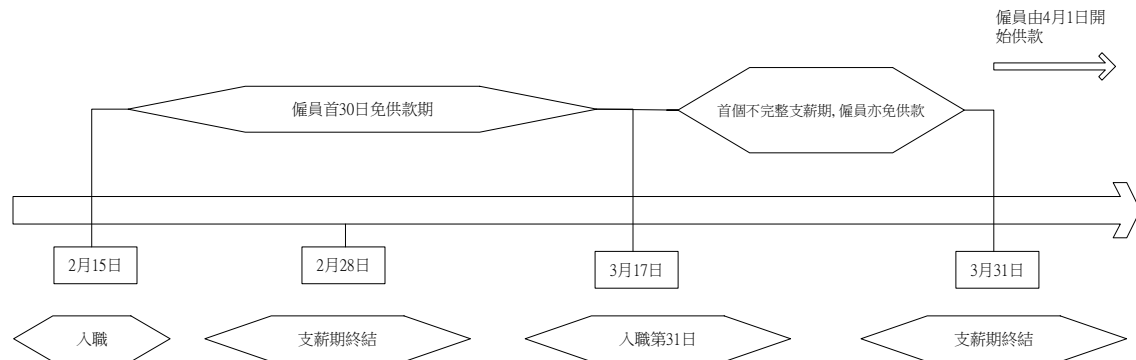 僱員由4月1日開
始供款
僱員首30日免供款期
首個不完整支薪期, 僱員亦免供款
2月15日
2月28日
3月17日
3月31日
入職
支薪期終結
入職第31日
支薪期終結